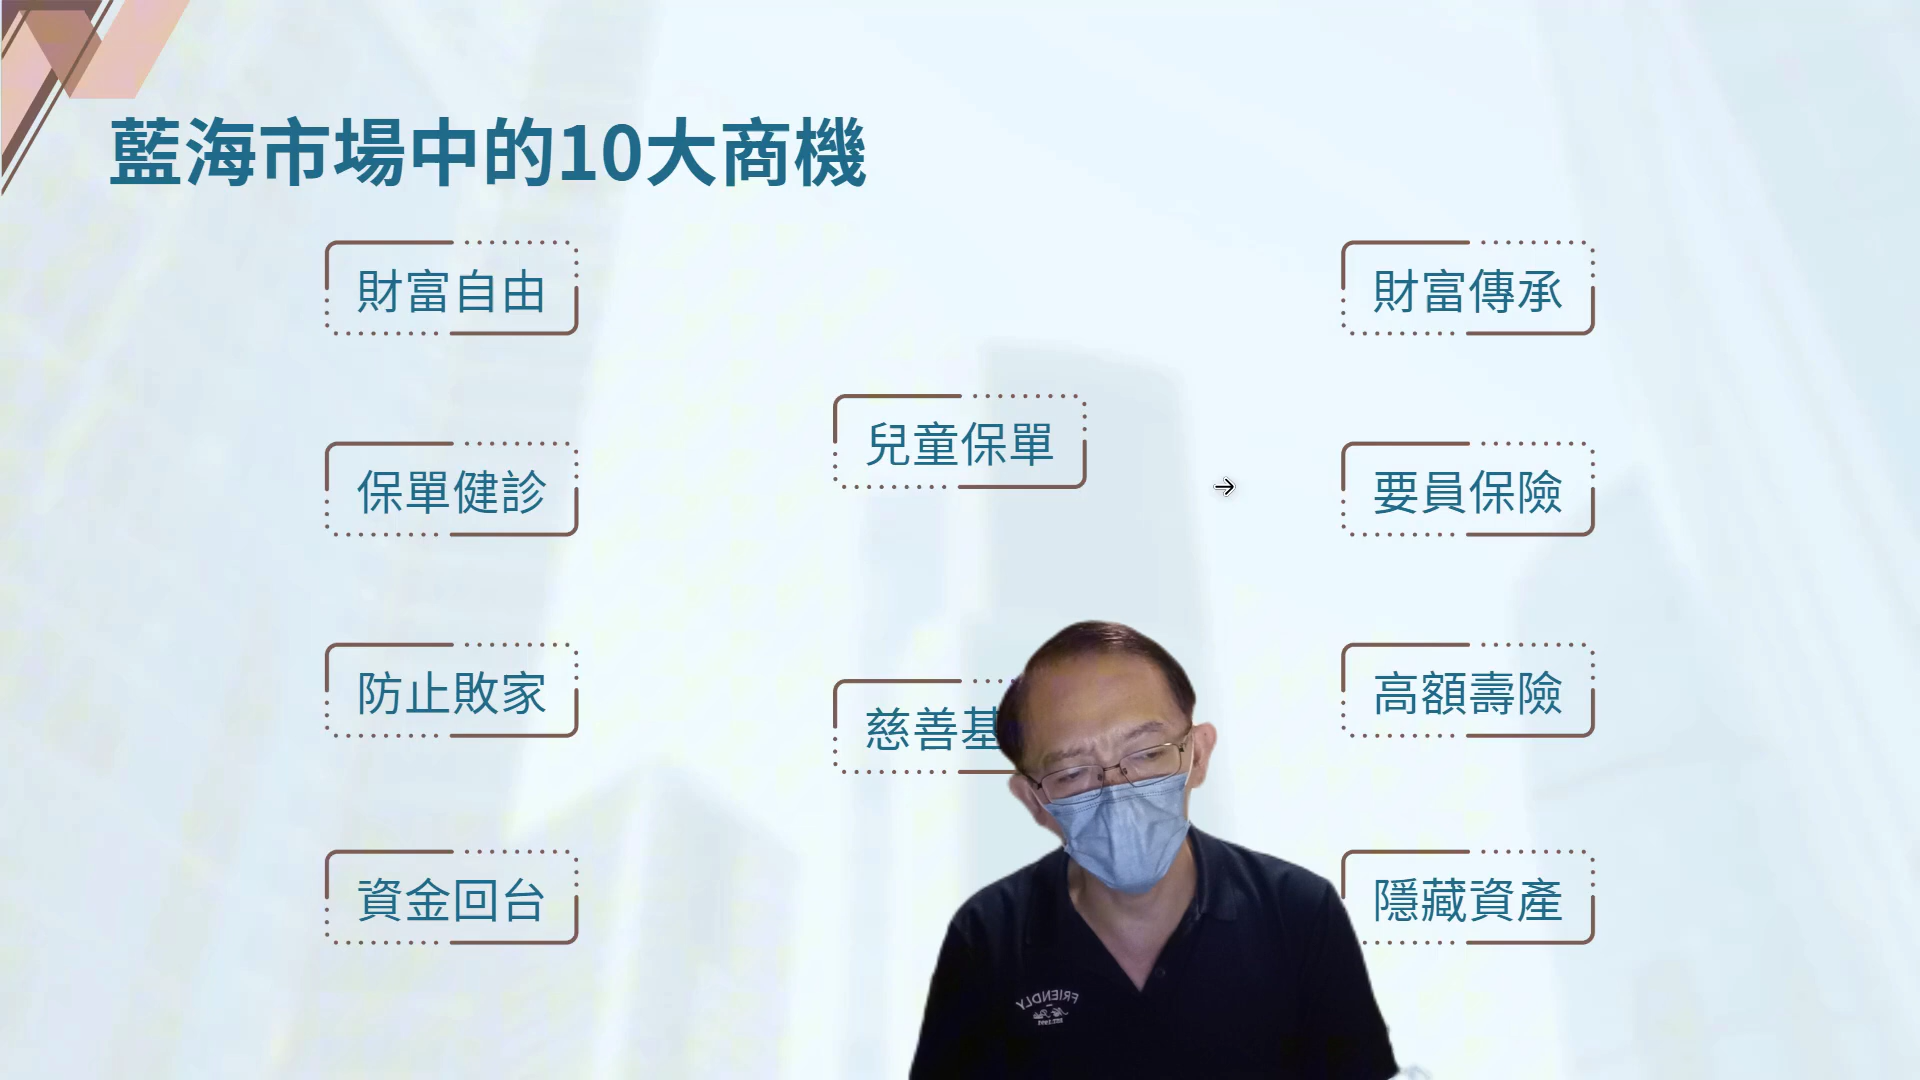 藍海市場中的10大商機
財富自由
財富傳承
兒童保單
保單健診
要員保險
防止敗家
高額壽險
慈善基
資金回台
隱藏資產
FRIENDLY